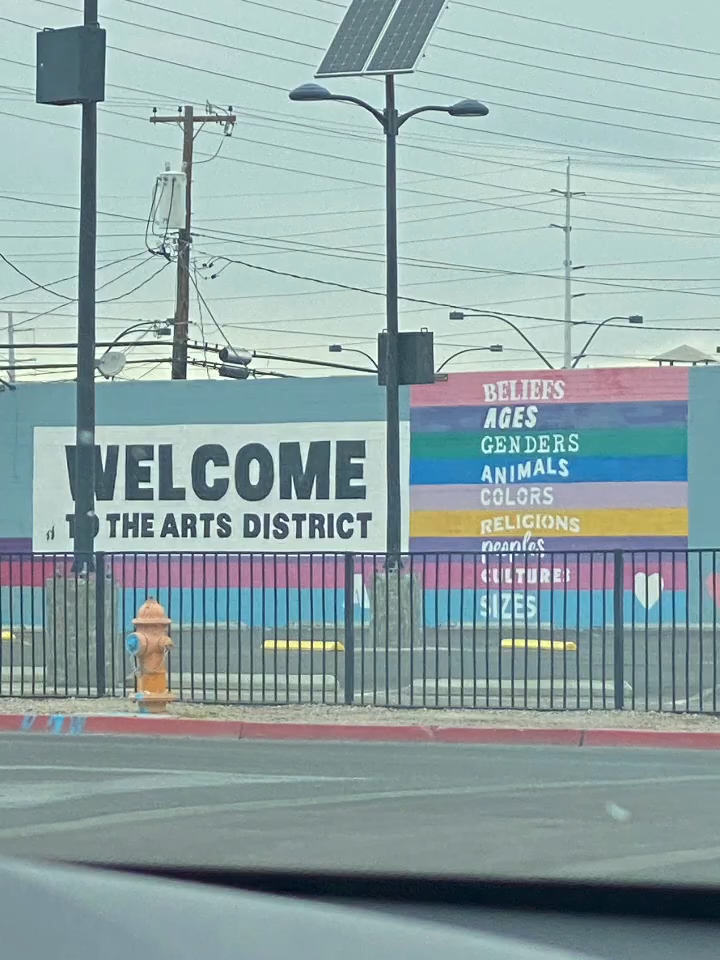 WELCOME
TO THE ARTS DISTRICT
BELIEFS
AGES
GENDERS
ANIMALS
COLORS
RELIGIONS
peoples
CULTURES
SIZES